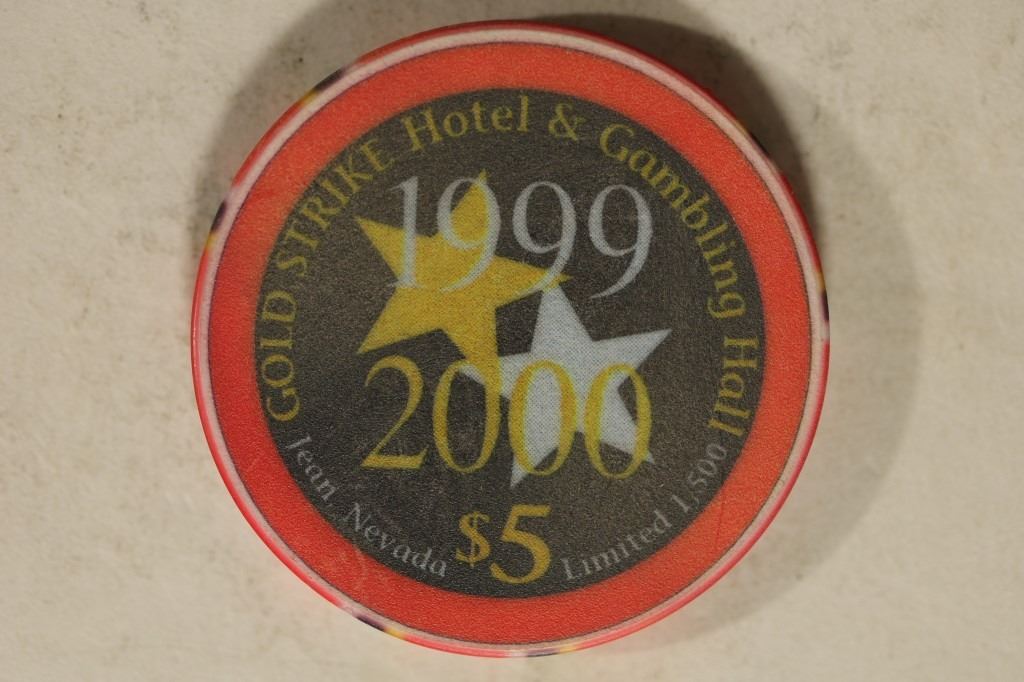 GOLD STRIKE Hotel & Gambling Hall
1999
2000
$5
Jean, Nevada
Limited 1,500